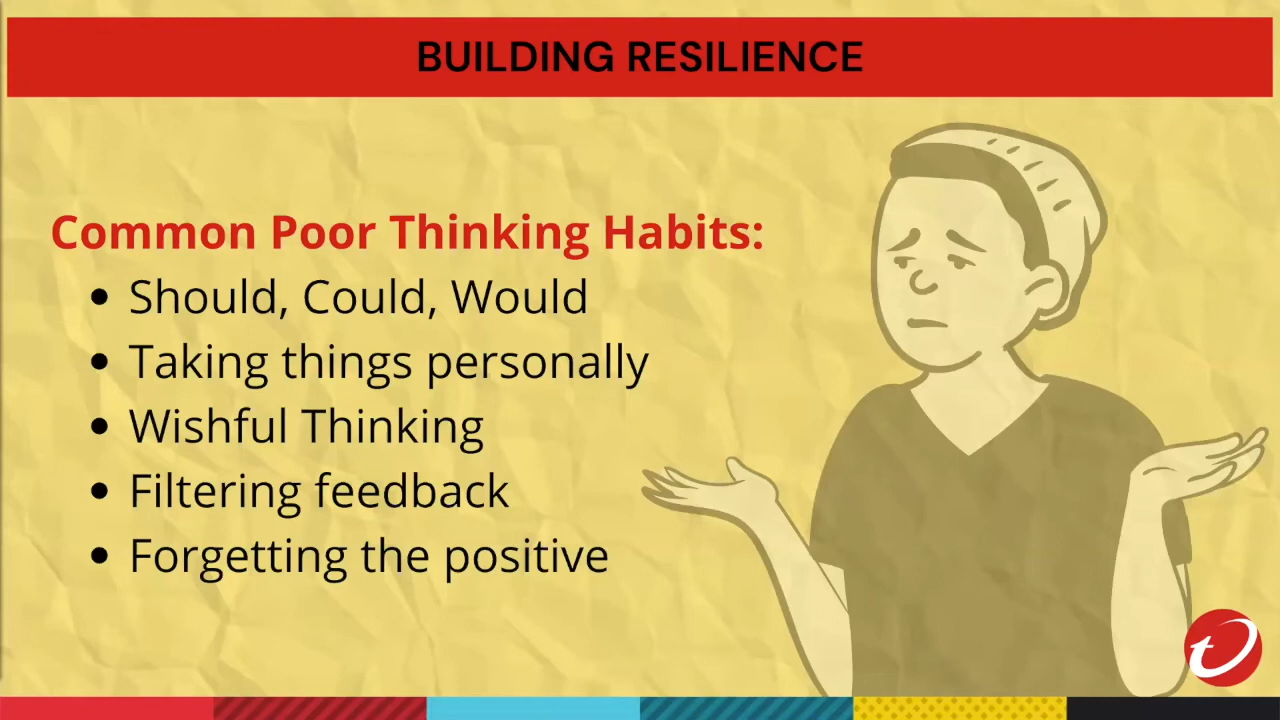 BUILDING RESILIENCE
Common Poor Thinking Habits:
• Should, Could, Would
• Taking things personally
• Wishful Thinking
• Filtering feedback
• Forgetting the positive